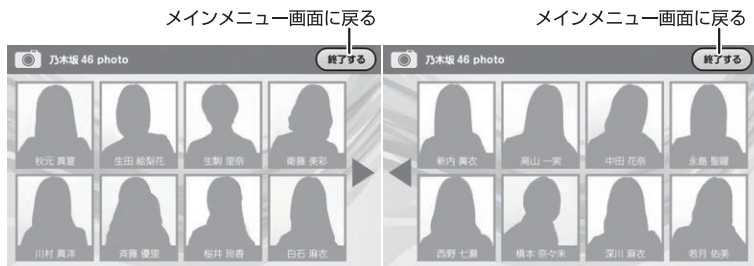 メインメニュー画面に戻る
メインメニュー画面に戻る
乃木坂 46 photo
終了する
秋元 真夏
生田 絵梨花
生駒 里奈
衛藤 美彩
川村 真洋
斉藤 優里
桜井 玲香
白石 麻衣
乃木坂 46 photo
終了する
新内 眞衣
高山 一実
中田 花奈
永島 聖羅
西野 七瀬
橋本 奈々未
深川 麻衣
若月 佑美